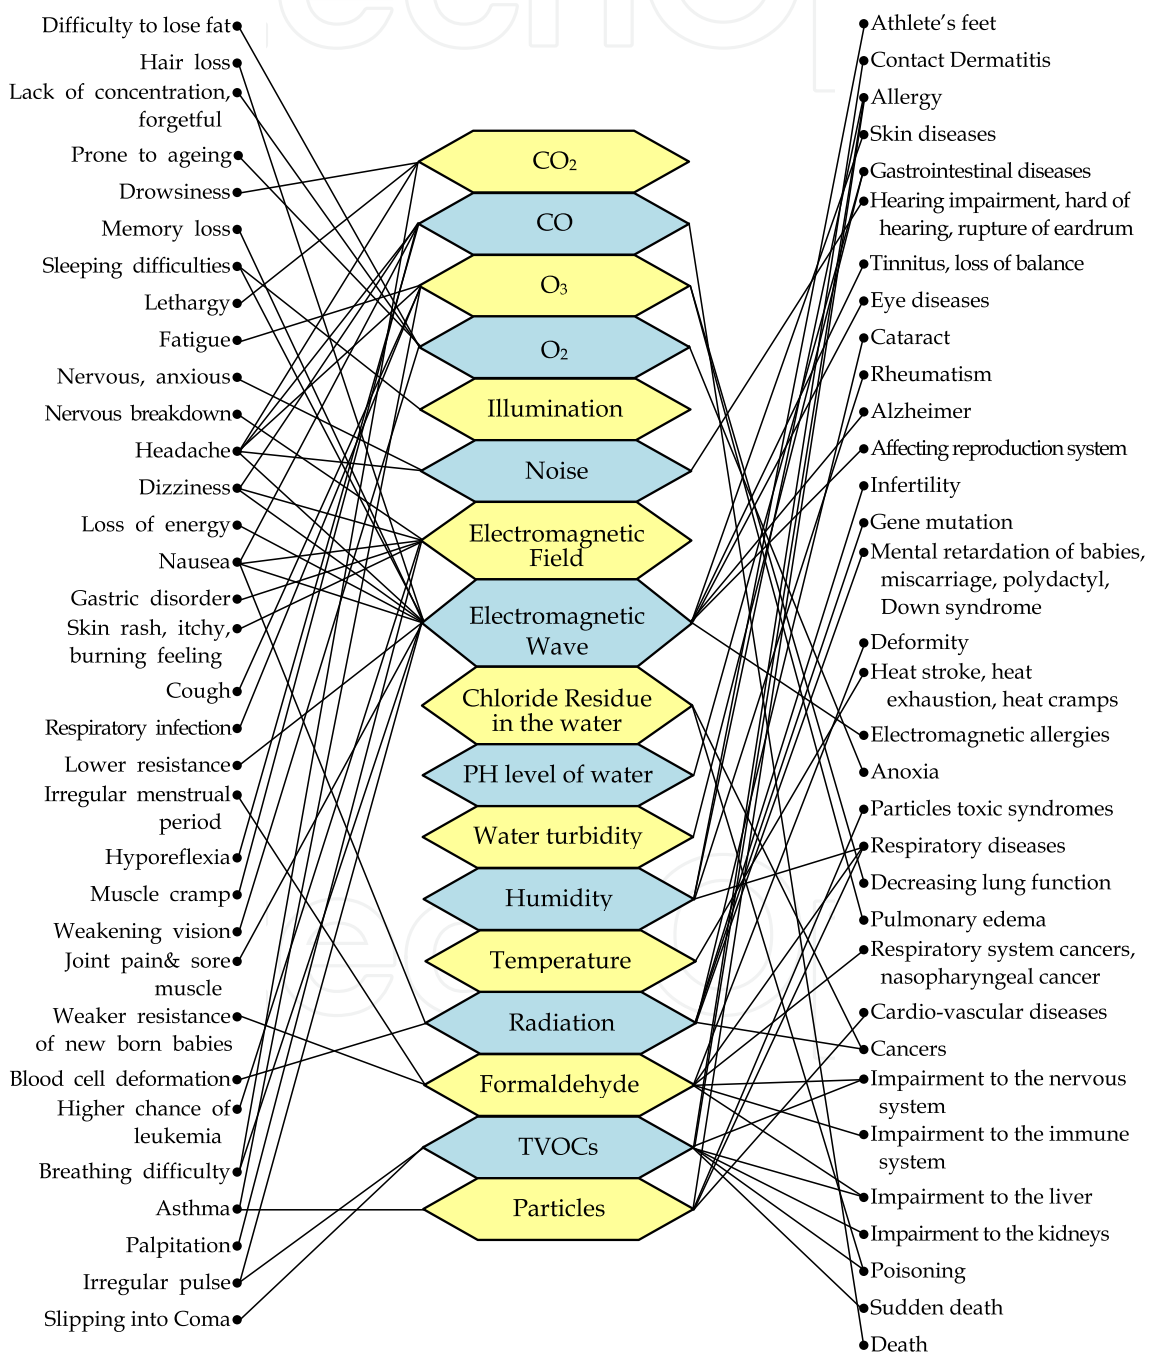 Difficulty to lose fat
Hair loss
Lack of concentration,
forgetful
Prone to ageing
Drowsiness
Memory loss
Sleeping difficulties
Lethargy
Fatigue
Nervous, anxious
Nervous breakdown
Headache
Dizziness
Loss of energy
Nausea
Gastric disorder
Skin rash, itchy,
burning feeling
Cough
Respiratory infection
Lower resistance
Irregular menstrual
period
Hyporeflexia
Muscle cramp
Weakening vision
Joint pain& sore
muscle
Weaker resistance
of new born babies
Blood cell deformation
Higher chance of
leukemia
Breathing difficulty
Asthma
Palpitation
Irregular pulse
Slipping into Coma
CO₂
CO
O₃
O₂
Illumination
Noise
Electromagnetic
Field
Electromagnetic
Wave
Chloride Residue
in the water
PH level of water
Water turbidity
Humidity
Temperature
Radiation
Formaldehyde
TVOCs
Particles
Athlete's feet
Contact Dermatitis
Allergy
Skin diseases
Gastrointestinal diseases
Hearing impairment, hard of
hearing, rupture of eardrum
Tinnitus, loss of balance
Eye diseases
Cataract
Rheumatism
Alzheimer
Affecting reproduction system
Infertility
Gene mutation
Mental retardation of babies,
miscarriage, polydactyl,
Down syndrome
Deformity
Heat stroke, heat
exhaustion, heat cramps
Electromagnetic allergies
Anoxia
Particles toxic syndromes
Respiratory diseases
Decreasing lung function
Pulmonary edema
Respiratory system cancers,
nasopharyngeal cancer
Cardio-vascular diseases
Cancers
Impairment to the nervous
system
Impairment to the immune
system
Impairment to the liver
Impairment to the kidneys
Poisoning
Sudden death
Death